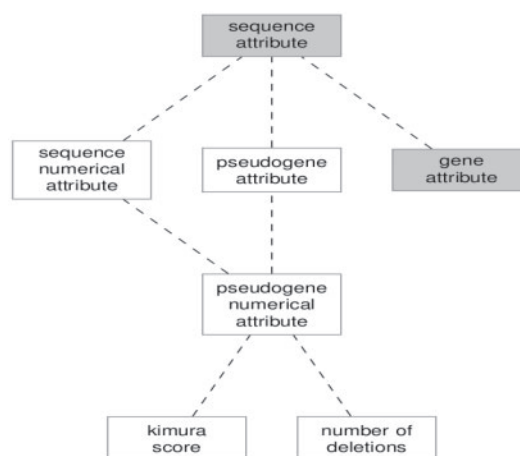 sequence
attribute
sequence
numerical
attribute
pseudogene
attribute
gene
attribute
pseudogene
numerical
attribute
kimura
score
number of
deletions